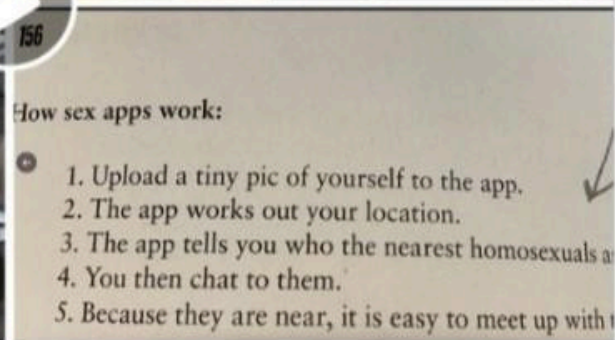 156
How sex apps work:
1. Upload a tiny pic of yourself to the app.
2. The app works out your location.
3. The app tells you who the nearest homosexuals
4. You then chat to them.
5. Because they are near, it is easy to meet up with